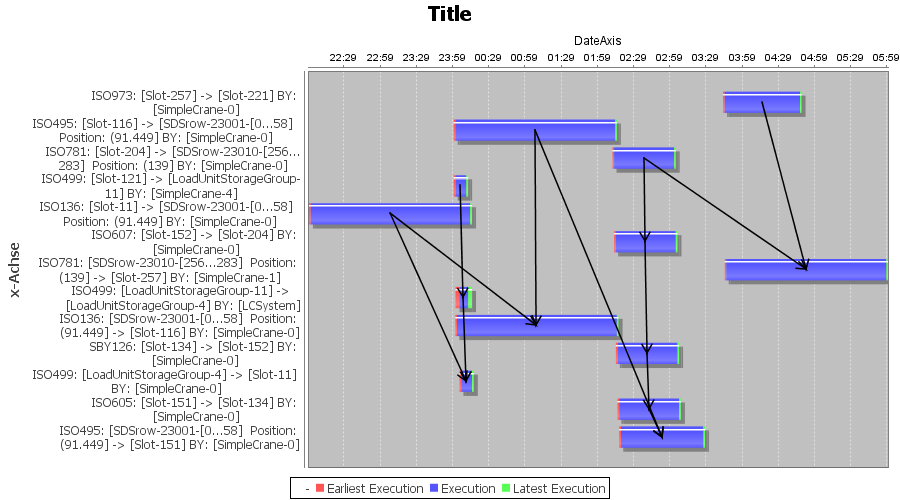 Title
DateAxis
22:29 22:59 23:29 23:59 00:29 00:59 01:29 01:59 02:29 02:59 03:29 03:59 04:29 04:59 05:29 05:59
x-Achse
ISO973: [Slot-257] -> [Slot-221] BY:
[SimpleCrane-0]
ISO495: [Slot-116] -> [SDSrow-23001-[0...58]
Position: (91.449) BY: [SimpleCrane-0]
ISO781: [Slot-204] -> [SDSrow-23010-[256...
283] Position: (139) BY: [SimpleCrane-0]
ISO499: [Slot-121] -> [LoadUnitStorageGroup-
11] BY: [SimpleCrane-4]
ISO136: [Slot-11] -> [SDSrow-23001-[0...58]
Position: (91.449) BY: [SimpleCrane-0]
ISO607: [Slot-152] -> [Slot-204] BY:
[SimpleCrane-0]
ISO781: [SDSrow-23010-[256...283] Position:
(139) -> [Slot-257] BY: [SimpleCrane-1]
ISO499: [LoadUnitStorageGroup-11] ->
[LoadUnitStorageGroup-4] BY: [LCSystem]
ISO136: [SDSrow-23001-[0...58] Position:
(91.449) -> [Slot-116] BY: [SimpleCrane-0]
SBY126: [Slot-134] -> [Slot-152] BY:
[SimpleCrane-0]
ISO499: [LoadUnitStorageGroup-4] -> [Slot-11]
BY: [SimpleCrane-0]
ISO605: [Slot-151] -> [Slot-134] BY:
[SimpleCrane-0]
ISO495: [SDSrow-23001-[0...58] Position:
(91.449) -> [Slot-151] BY: [SimpleCrane-0]
- Earliest Execution Execution Latest Execution